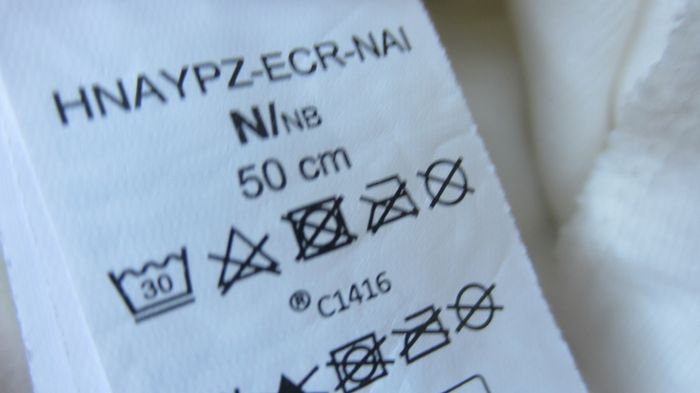 HNAYPZ-ECR-NAI
N/NB
50 cm
30
® C1416